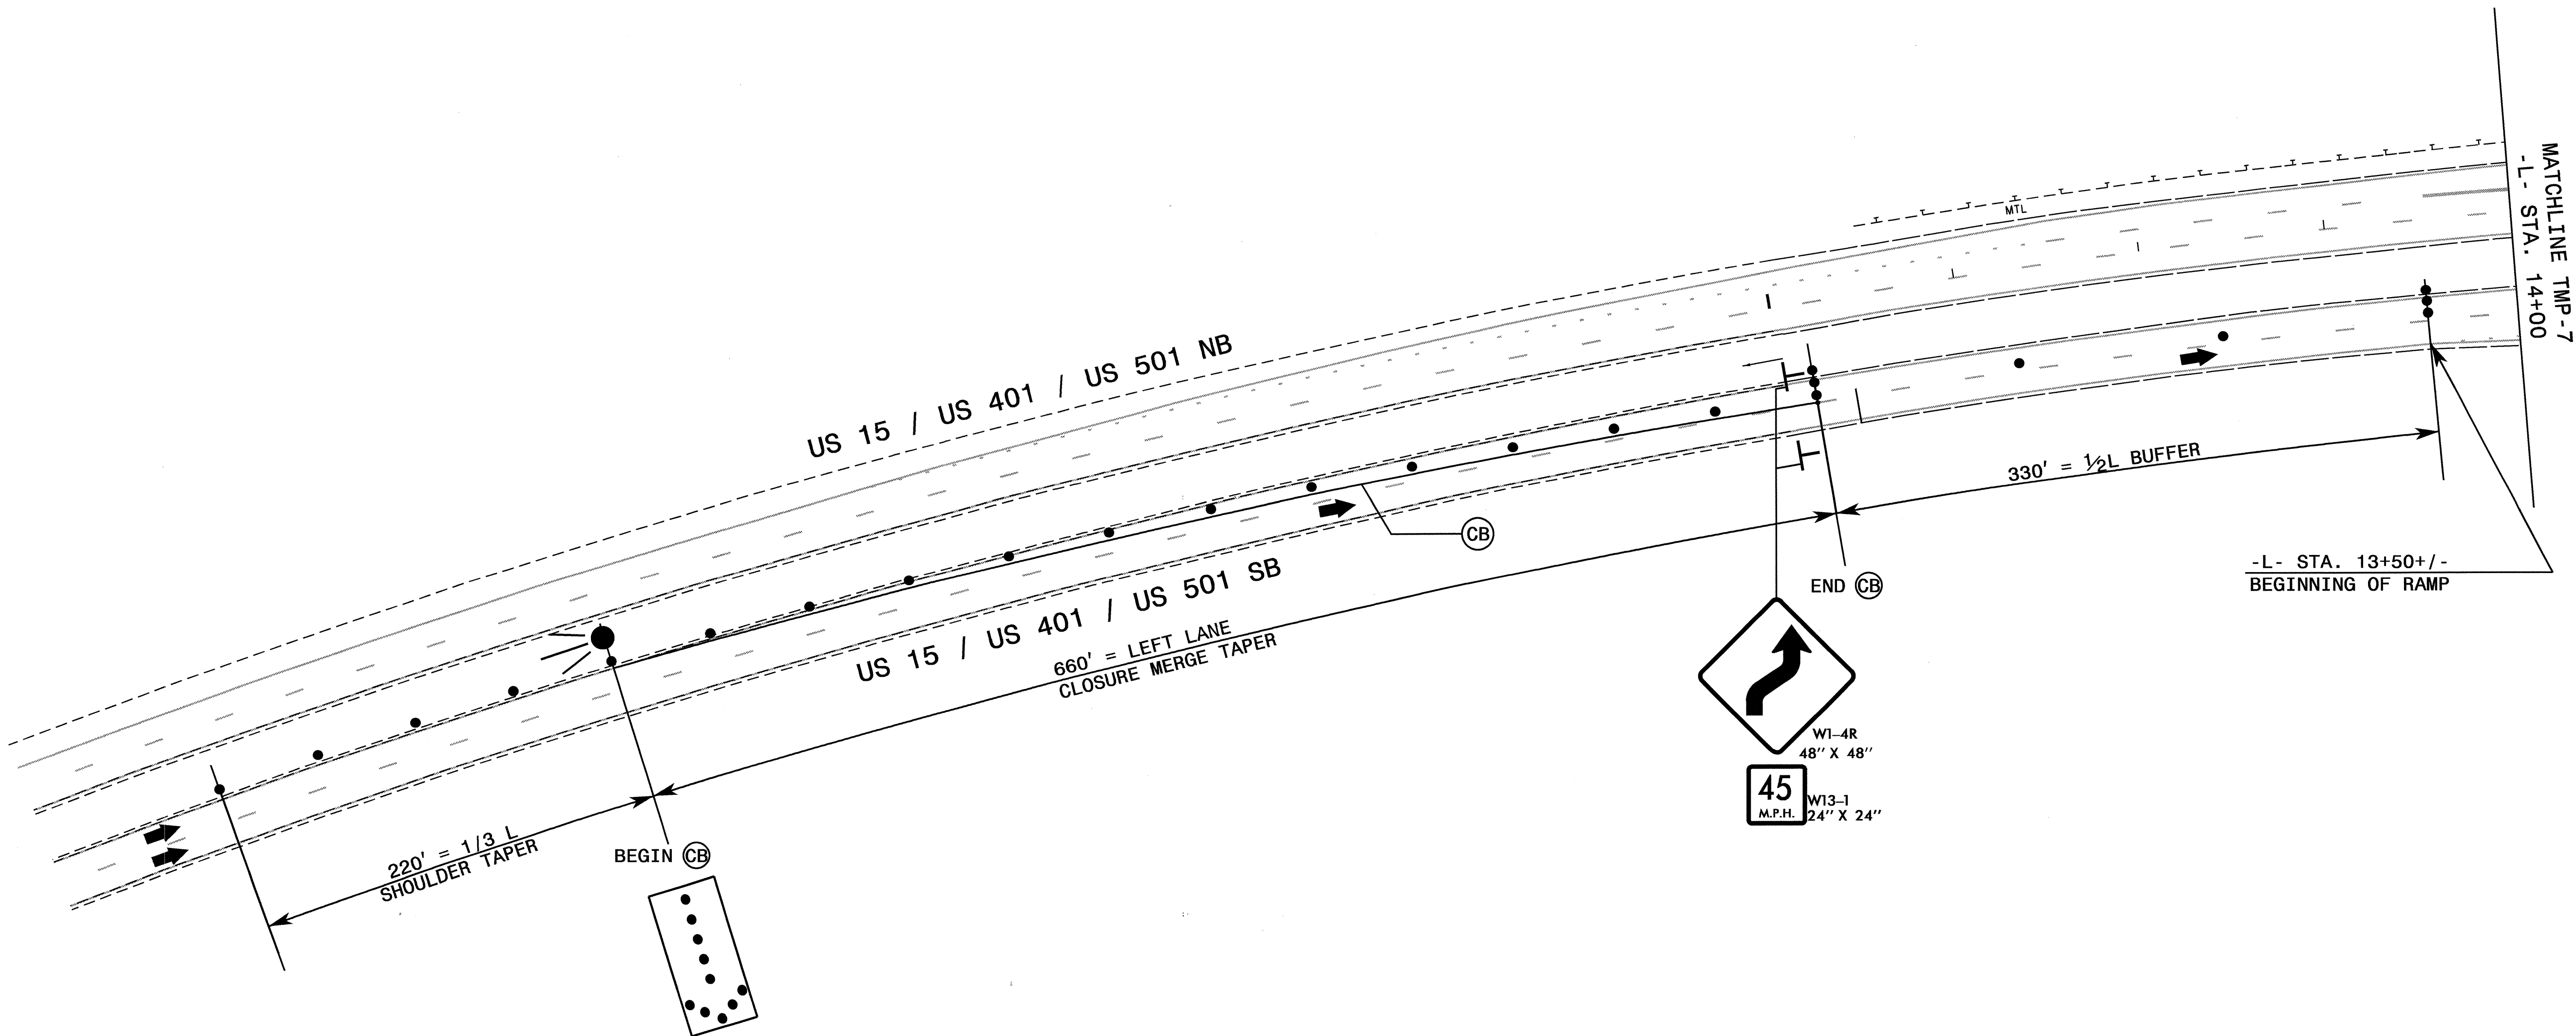 MATCHLINE TMP-7
-L- STA. 14+00
MTL
US 15 / US 401 / US 501 NB
330' = ½L BUFFER
CB
-L- STA. 13+50+/-
BEGINNING OF RAMP
US 15 / US 401 / US 501 SB
END CB
660' = LEFT LANE
CLOSURE MERGE TAPER
W1-4R
48" X 48"
45
M.P.H.
W13-1
24" X 24"
220' = 1/3 L
SHOULDER TAPER
BEGIN CB